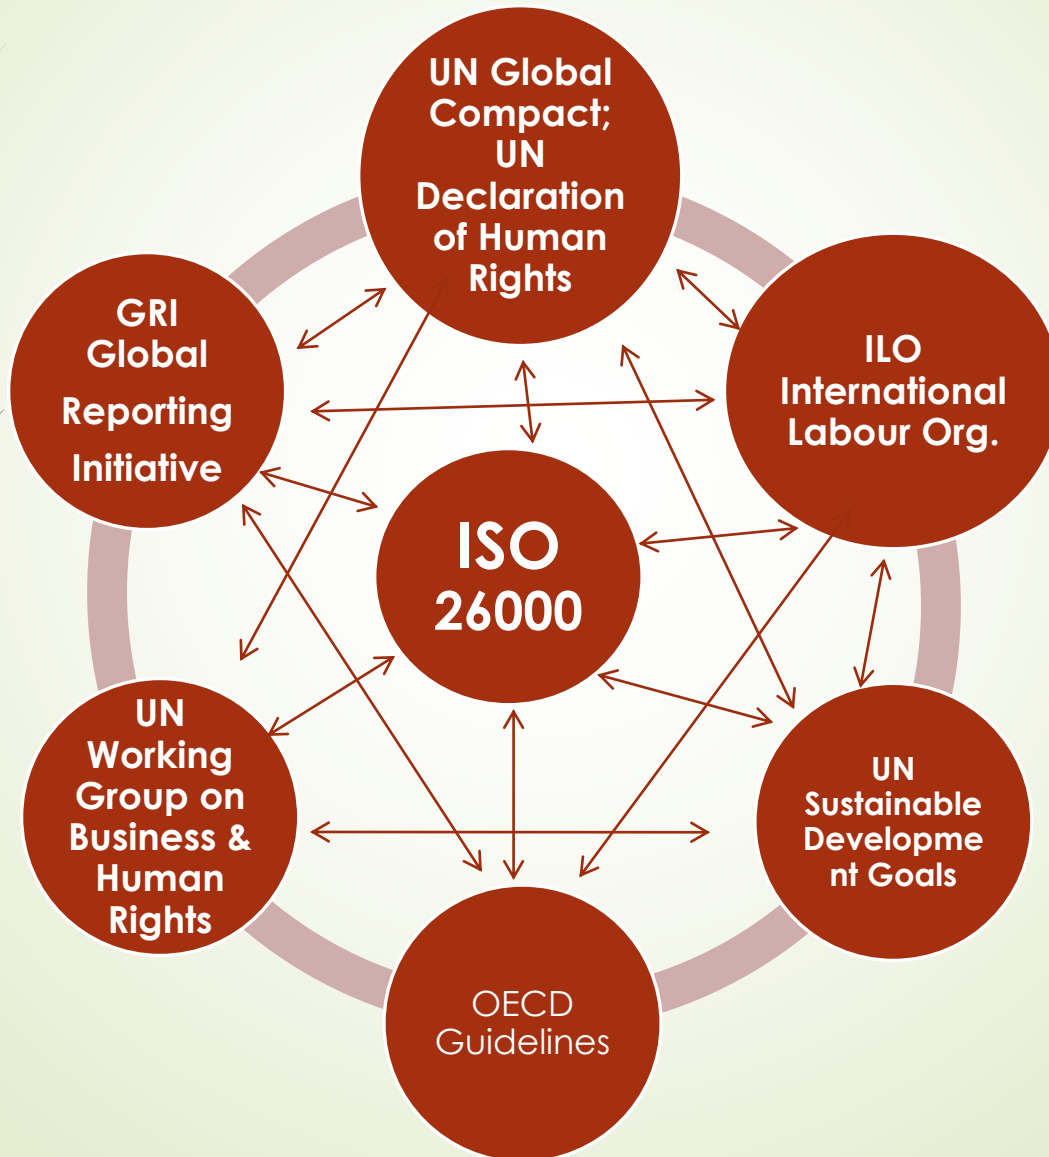 UN Global
Compact;
UN
Declaration
of Human
Rights
GRI
Global
Reporting
Initiative
ILO
International
Labour Org.
ISO
26000
UN
Working
Group on
Business &
Human
Rights
UN
Sustainable
Developme
nt Goals
OECD
Guidelines